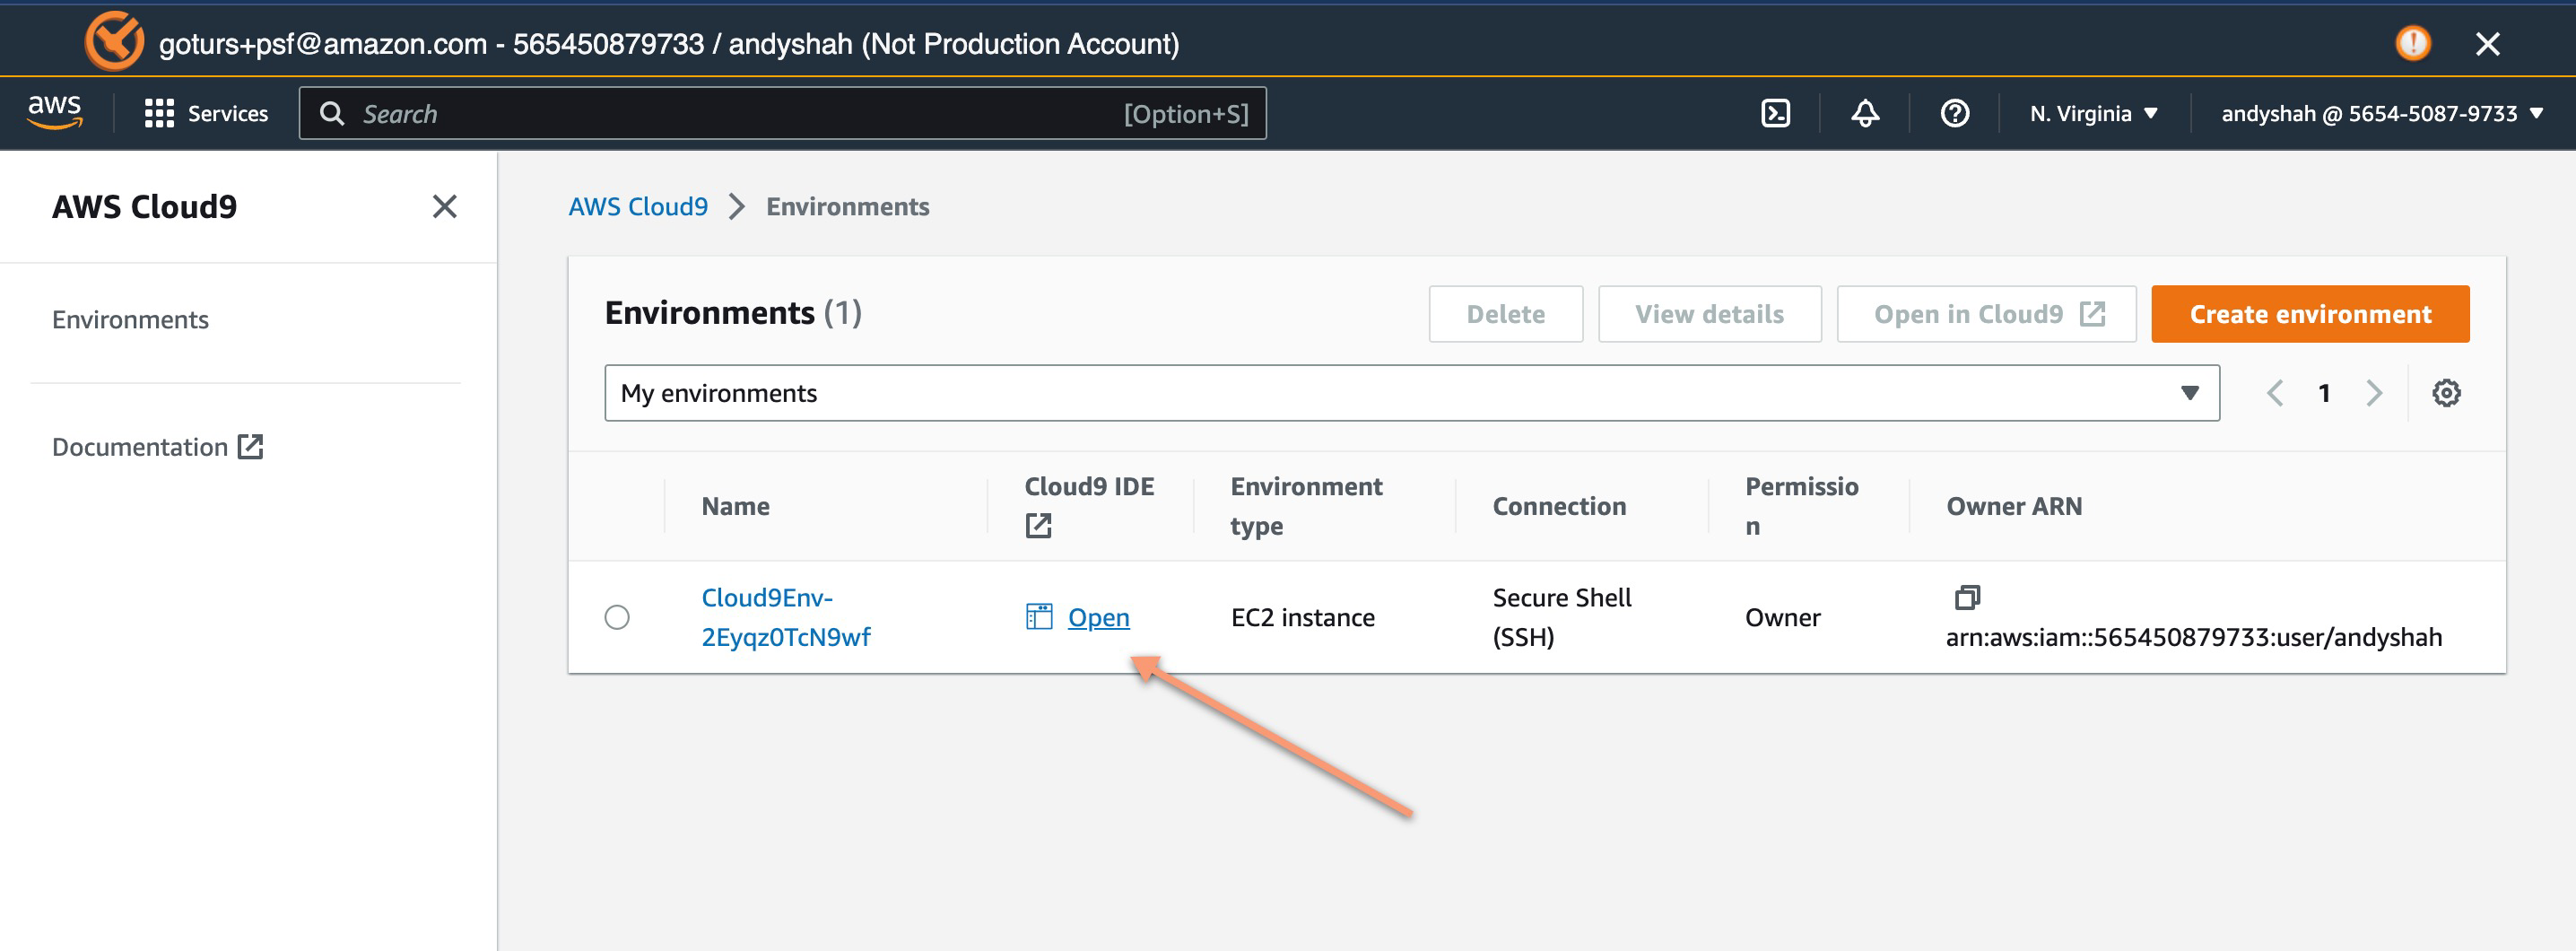 goturs+psf@amazon.com - 565450879733 / andyshah (Not Production Account)
aws
Services
Search
[Option+S]
N. Virginia
andyshah @ 5654-5087-9733
AWS Cloud9
Environments
Documentation
AWS Cloud9
Environments
Environments (1)
Delete
View details
Open in Cloud9
Create environment
My environments
1
Name
Cloud9 IDE
Environment
type
Connection
Permissio
n
Owner ARN
Cloud9Env-
2Eyqz0TcN9wf
Open
EC2 instance
Secure Shell
(SSH)
Owner
arn:aws:iam::565450879733:user/andyshah